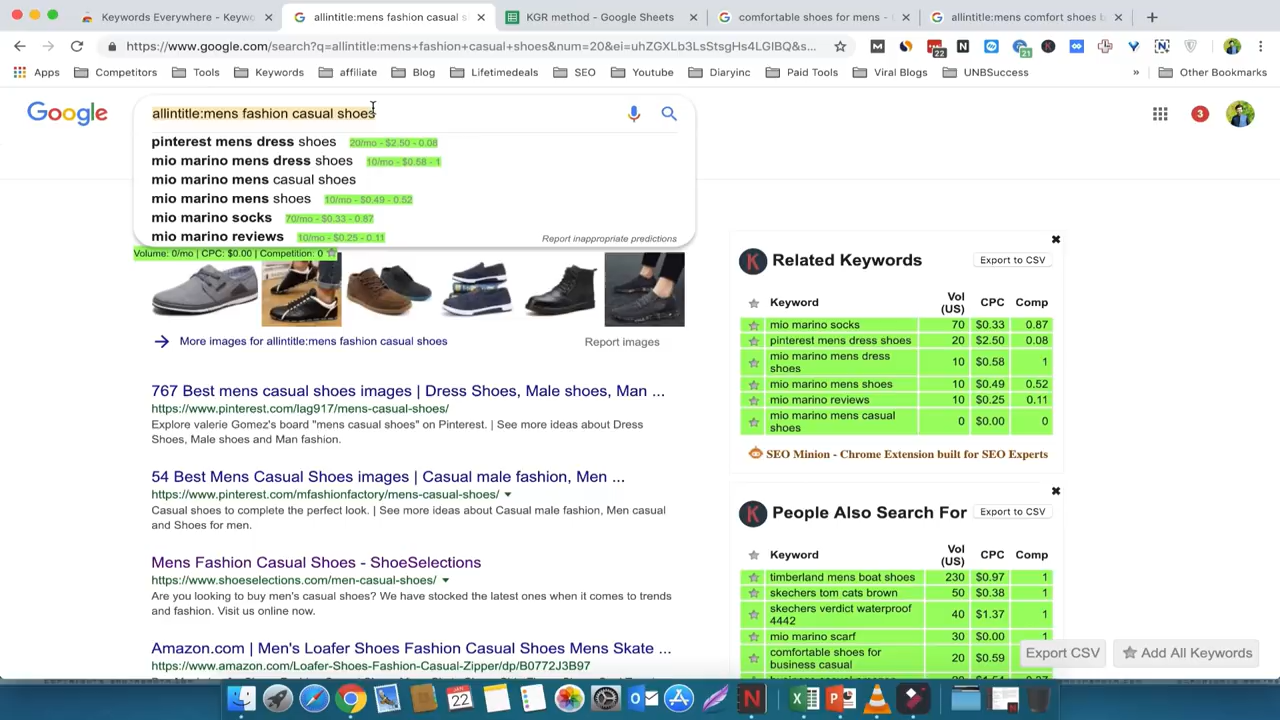 Keywords Everywhere - Keywo
allintitle:mens fashion casual s
KGR method - Google Sheets
comfortable shoes for mens -
allintitle:mens comfort shoes b
https://www.google.com/search?q=allintitle:mens+fashion+casual+shoes&num=20&ei=uhZGXLb3LsStsgHs4LGIBQ&s...
22
21
Apps
Competitors
Tools
Keywords
affiliate
Blog
Lifetimedeals
SEO
Youtube
Diaryinc
Paid Tools
Viral Blogs
UNBSuccess
»
Other Bookmarks
Google
allintitle:mens fashion casual shoes
3
pinterest mens dress shoes 20/mo - $2.50 - 0.08
mio marino mens dress shoes 10/mo - $0.58 - 1
mio marino mens casual shoes
mio marino mens shoes 10/mo - $0.49 - 0.52
mio marino socks 70/mo - $0.33 - 0.87
mio marino reviews 10/mo - $0.25 - 0.11
Report inappropriate predictions
Volume: 0/mo | CPC: $0.00 | Competition: 0
More images for allintitle:mens fashion casual shoes
Report images
767 Best mens casual shoes images | Dress Shoes, Male shoes, Man ...
https://www.pinterest.com/lag917/mens-casual-shoes/
Explore valerie Gomez's board "mens casual shoes" on Pinterest. | See more ideas about Dress
Shoes, Male shoes and Man fashion.
54 Best Mens Casual Shoes images | Casual male fashion, Men ...
https://www.pinterest.com/mfashionfactory/mens-casual-shoes/
Casual shoes to complete the perfect look. | See more ideas about Casual male fashion, Men casual
and Shoes for men.
Mens Fashion Casual Shoes - ShoeSelections
https://www.shoeselections.com/men-casual-shoes/
Are you looking to buy men's casual shoes? We have stocked the latest ones when it comes to trends
and fashion. Visit us online now.
Amazon.com | Men's Loafer Shoes Fashion Casual Shoes Mens Skate ...
https://www.amazon.com/Loafer-Shoes-Fashion-Casual-Zipper/dp/B0772J3B97
K
Related Keywords
Export to CSV
Keyword Vol (US) CPC Comp
mio marino socks 70 $0.33 0.87
pinterest mens dress shoes 20 $2.50 0.08
mio marino mens dress shoes 10 $0.58 1
mio marino mens shoes 10 $0.49 0.52
mio marino reviews 10 $0.25 0.11
mio marino mens casual shoes 0 $0.00 0
SEO Minion - Chrome Extension built for SEO Experts
K
People Also Search For
Export to CSV
Keyword Vol (US) CPC Comp
timberland mens boat shoes 230 $0.97 1
skechers tom cats brown 50 $0.38 1
skechers verdict waterproof 4442 40 $1.37 1
mio marino scarf 30 $0.00 1
comfortable shoes for business casual 20 $0.59
Export CSV
Add All Keywords
JAN
22